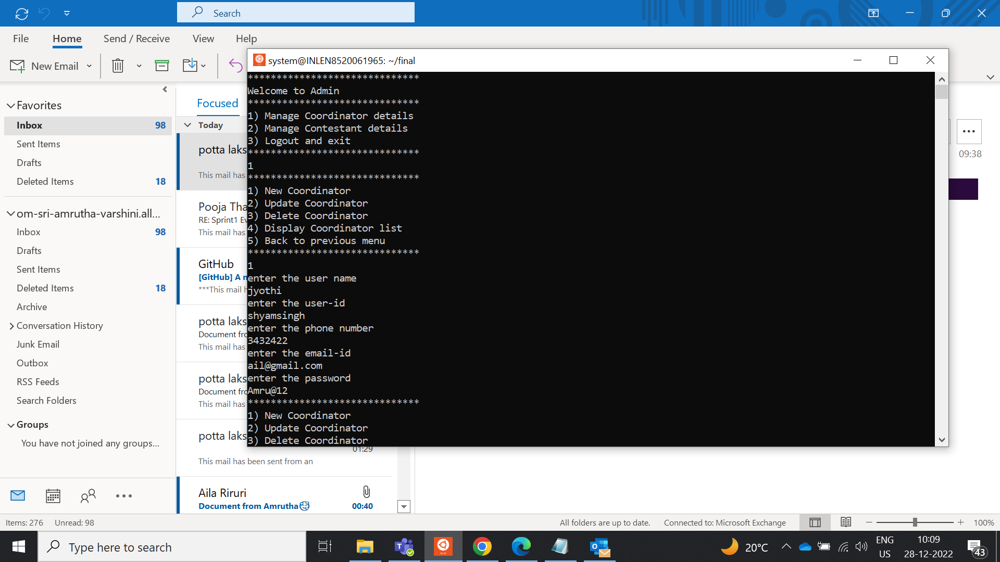 Search
File
Home
Send / Receive
View
Help
New Email
system@INLEN8520061965: ~/final
******************************
Welcome to Admin
******************************
1) Manage Coordinator details
2) Manage Contestant details
3) Logout and exit
******************************
1
******************************
1) New Coordinator
2) Update Coordinator
3) Delete Coordinator
4) Display Coordinator list
5) Back to previous menu
******************************
1
enter the user name
jyothi
enter the user-id
shyamsingh
enter the phone number
3432422
enter the email-id
ail@gmail.com
enter the password
Amru@12
******************************
1) New Coordinator
2) Update Coordinator
3) Delete Coordinator
Favorites
Inbox 98
Sent Items
Drafts
Deleted Items 18
om-sri-amrutha-varshini.all...
Inbox 98
Drafts
Sent Items
Deleted Items 18
Archive
Conversation History
Junk Email
Outbox
RSS Feeds
Search Folders
Groups
You have not joined any groups...
Focused
Today
potta laks
This mail has
Pooja Tha
RE: Sprint1 Ev
This mail has
GitHub
[GitHub] A n
***This mail h
potta laks
Document fro
This mail has
potta laks
Document fro
This mail has
potta laks
01:29
This mail has been sent from an
Aila Riruri
Document from Amrutha 00:40
09:38
Items: 276 Unread: 98
All folders are up to date.
Connected to: Microsoft Exchange
100%
Type here to search
20°C
ENG
US
10:09
28-12-2022
43